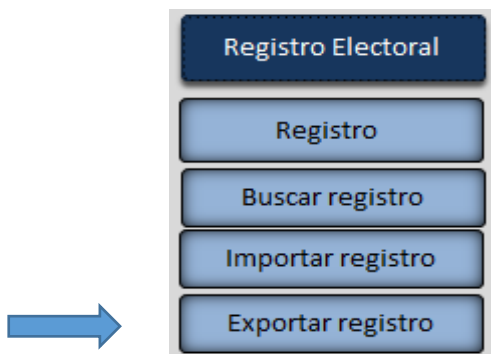 Registro Electoral
Registro
Buscar registro
Importar registro
Exportar registro